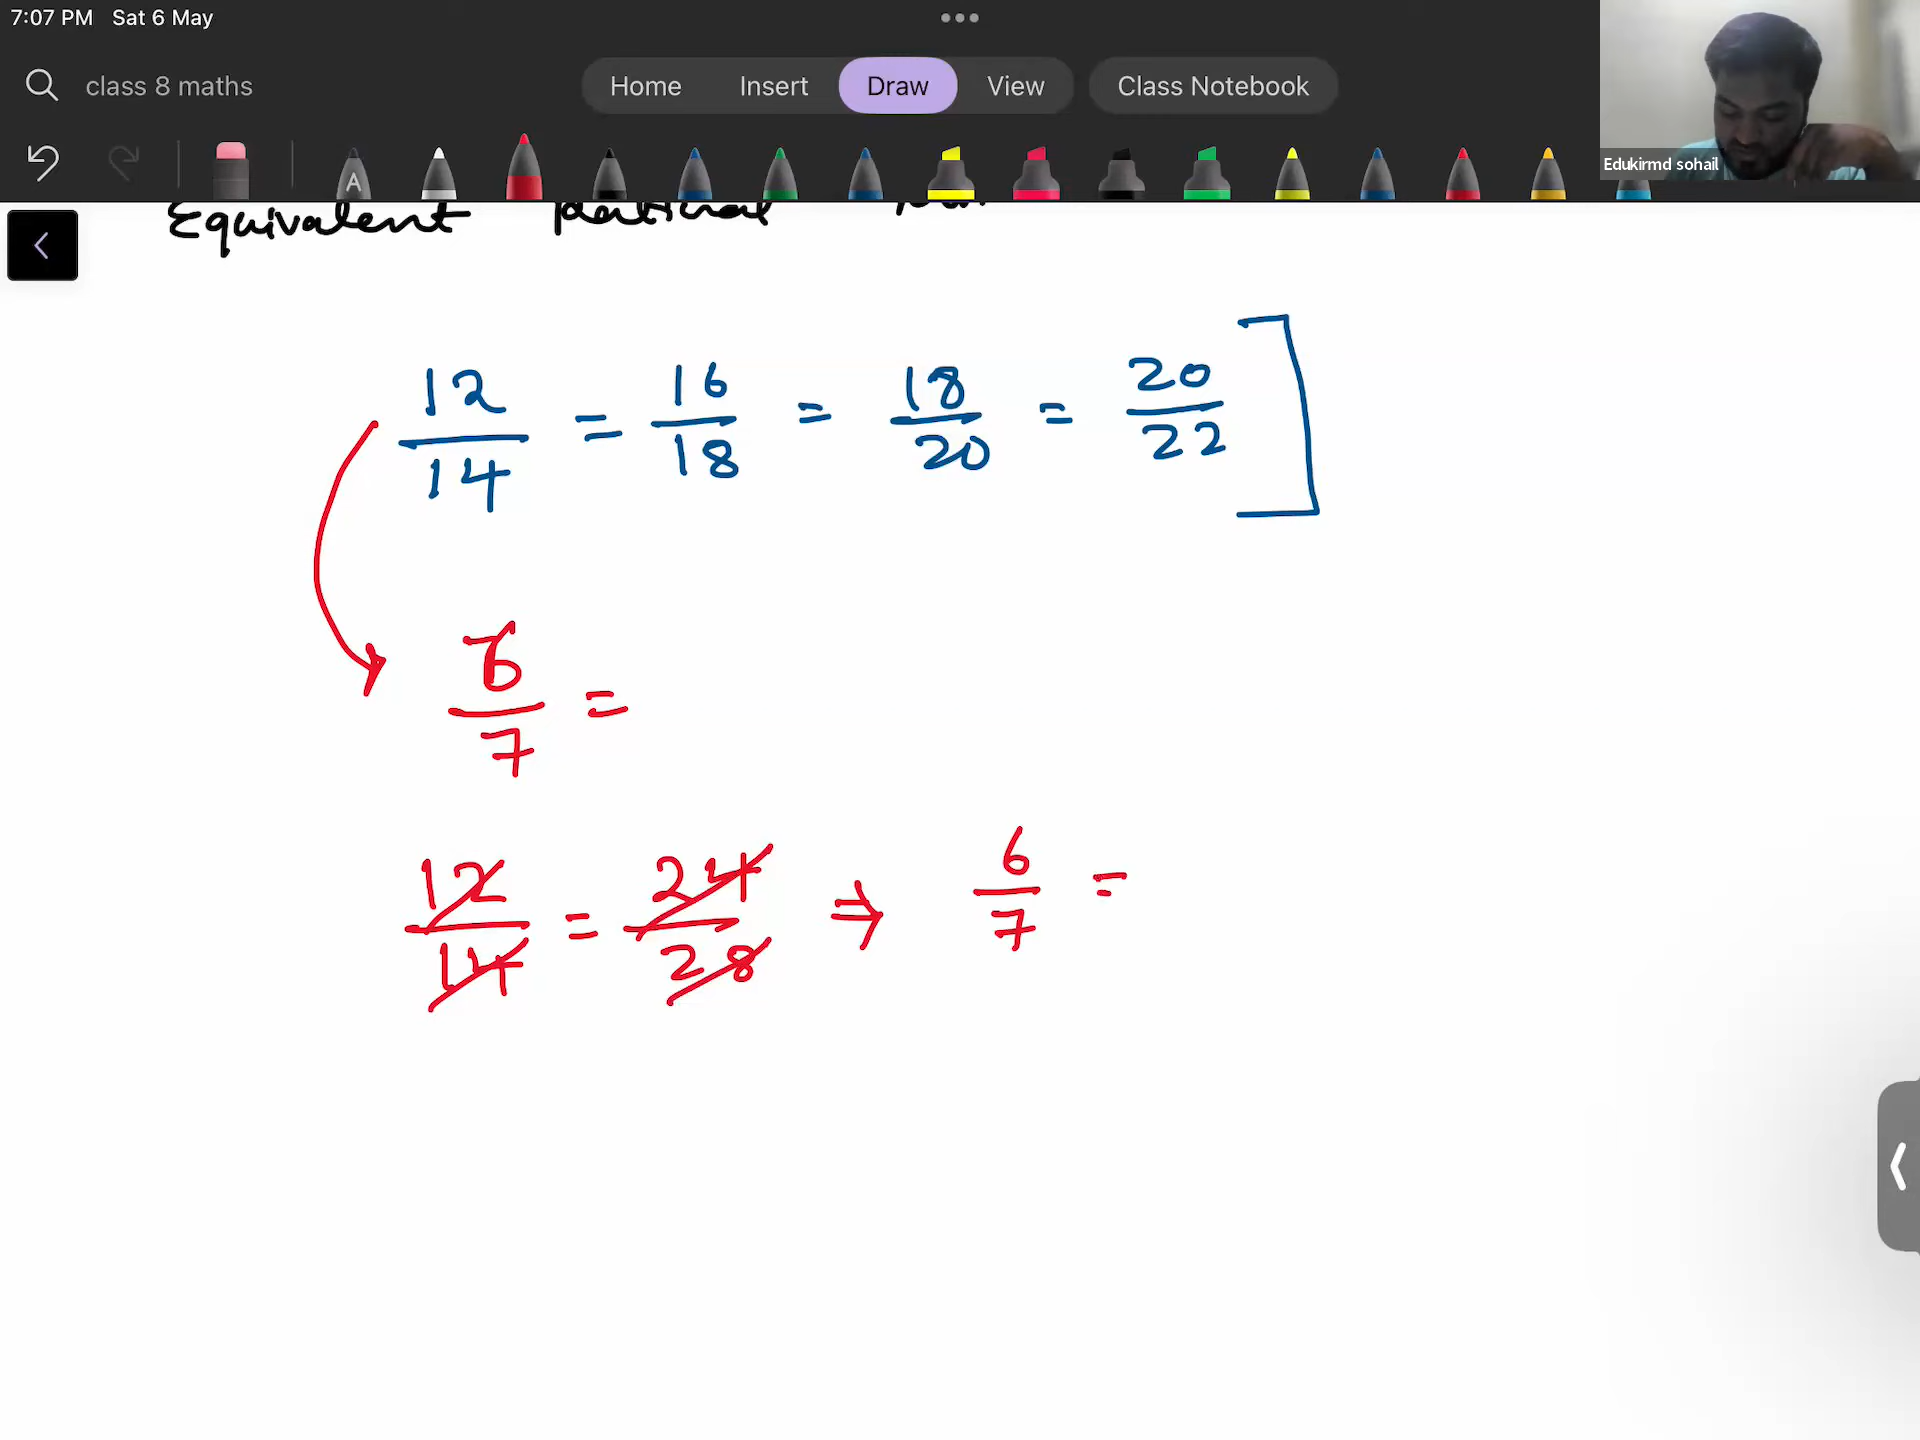 7:07 PM Sat 6 May
class 8 maths Home Insert Draw View Class Notebook
A
Edukirmd sohail
Equivalent Rational
12/14 = 16/18 = 18/20 = 20/22 ]
6/7 =
12/14 = 24/28 ⇒ 6/7 =